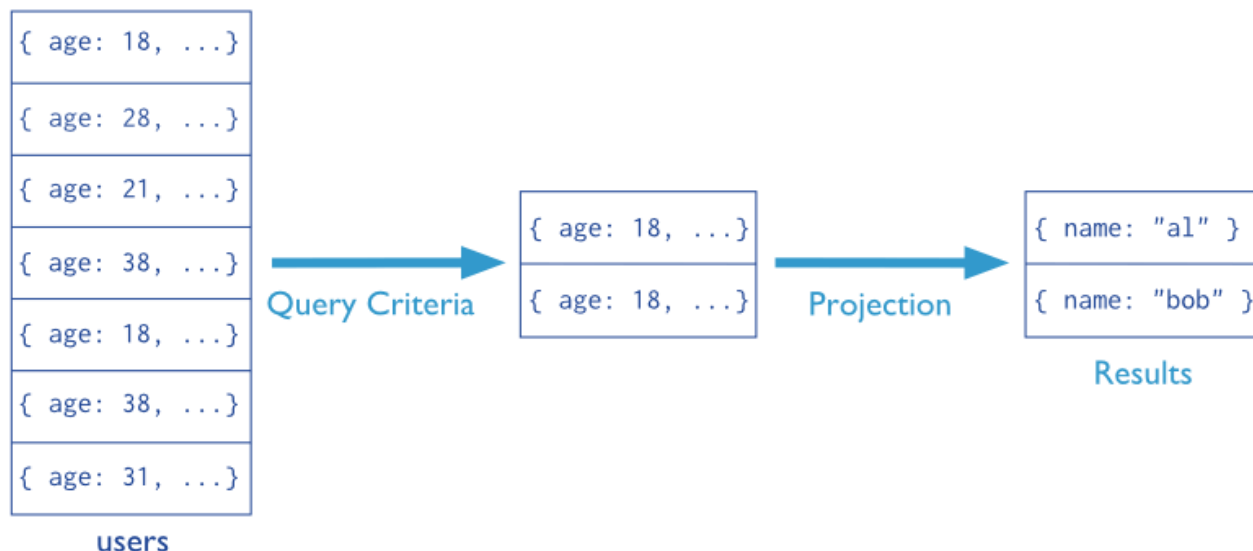 { age: 18, ...}
{ age: 28, ...}
{ age: 21, ...}
{ age: 38, ...}
{ age: 18, ...}
{ age: 38, ...}
{ age: 31, ...}
users
Query Criteria
{ age: 18, ...}
{ age: 18, ...}
Projection
{ name: "al" }
{ name: "bob" }
Results